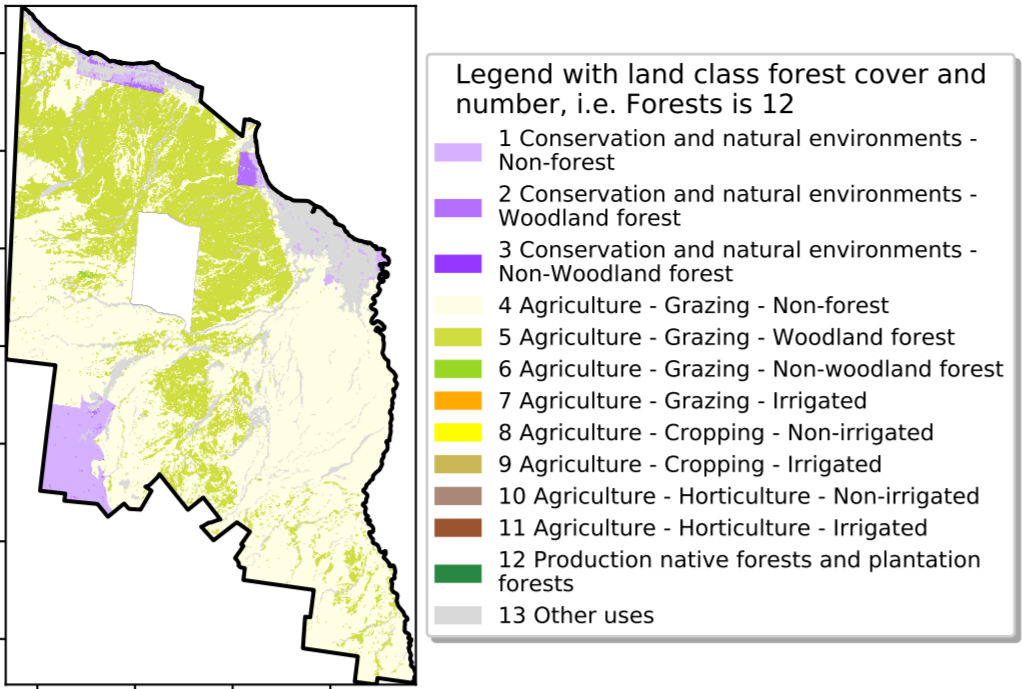 Legend with land class forest cover and
number, i.e. Forests is 12
1 Conservation and natural environments -
Non-forest
2 Conservation and natural environments -
Woodland forest
3 Conservation and natural environments -
Non-Woodland forest
4 Agriculture - Grazing - Non-forest
5 Agriculture - Grazing - Woodland forest
6 Agriculture - Grazing - Non-woodland forest
7 Agriculture - Grazing - Irrigated
8 Agriculture - Cropping - Non-irrigated
9 Agriculture - Cropping - Irrigated
10 Agriculture - Horticulture - Non-irrigated
11 Agriculture - Horticulture - Irrigated
12 Production native forests and plantation
forests
13 Other uses